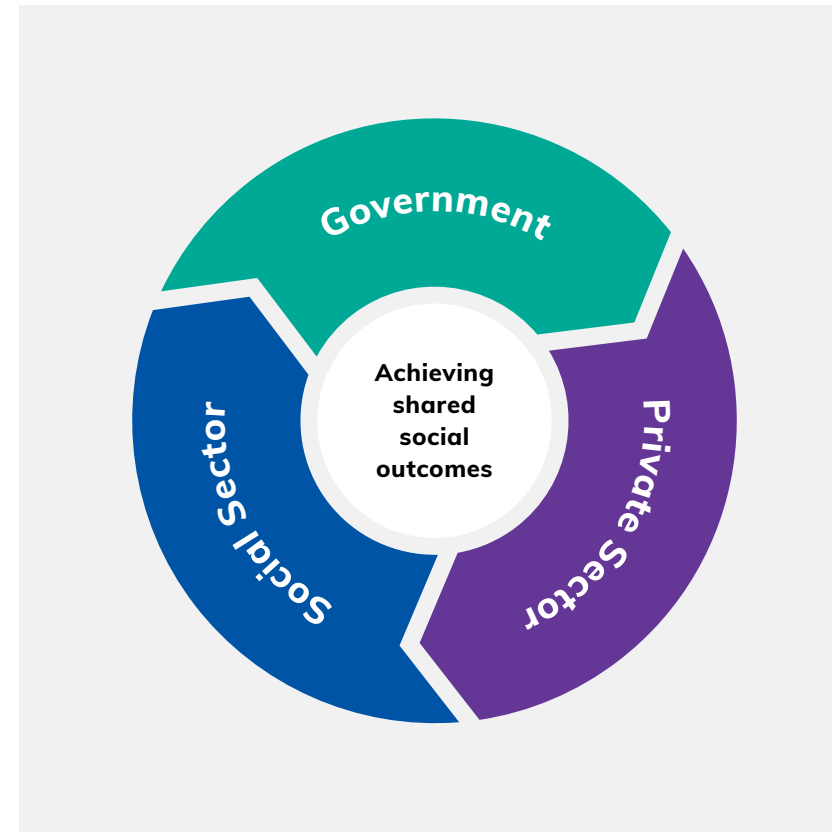 Government
Private Sector
Social Sector
Achieving
shared
social
outcomes